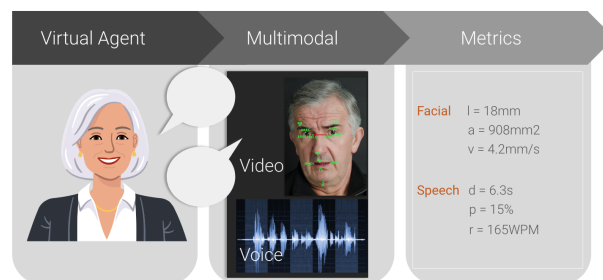 Virtual Agent
Multimodal
Metrics
Video
Voice
Facial l = 18mm
a = 908mm2
v = 4.2mm/s
Speech d = 6.3s
p = 15%
r = 165WPM